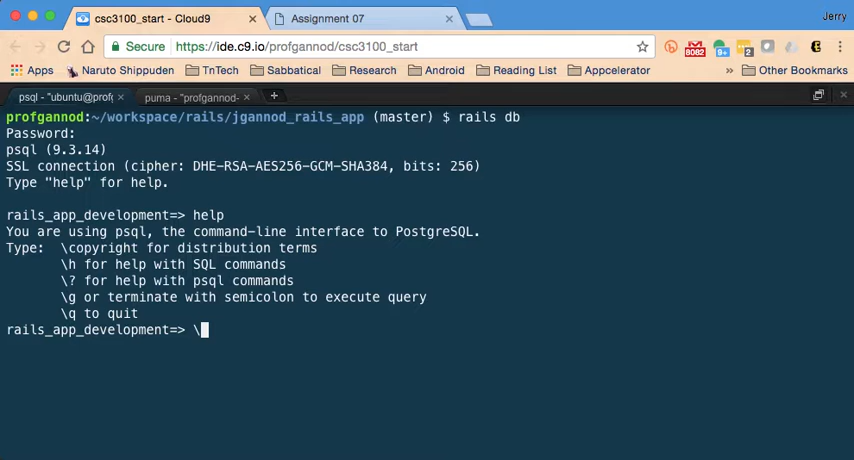 csc3100_start - Cloud9
Assignment 07
Jerry
Secure
https://ide.c9.io/profgannod/csc3100_start
8082
9+
2
Apps
Naruto Shippuden
TnTech
Sabbatical
Research
Android
Reading List
Appcelerator
»
Other Bookmarks
psql - "ubuntu@prof
puma - "profgannod-
profgannod:~/workspace/rails/jgannod_rails_app (master) $ rails db
Password:
psql (9.3.14)
SSL connection (cipher: DHE-RSA-AES256-GCM-SHA384, bits: 256)
Type "help" for help.
rails_app_development=> help
You are using psql, the command-line interface to PostgreSQL.
Type:  \copyright for distribution terms
\h for help with SQL commands
\? for help with psql commands
\g or terminate with semicolon to execute query
\q to quit
rails_app_development=> \